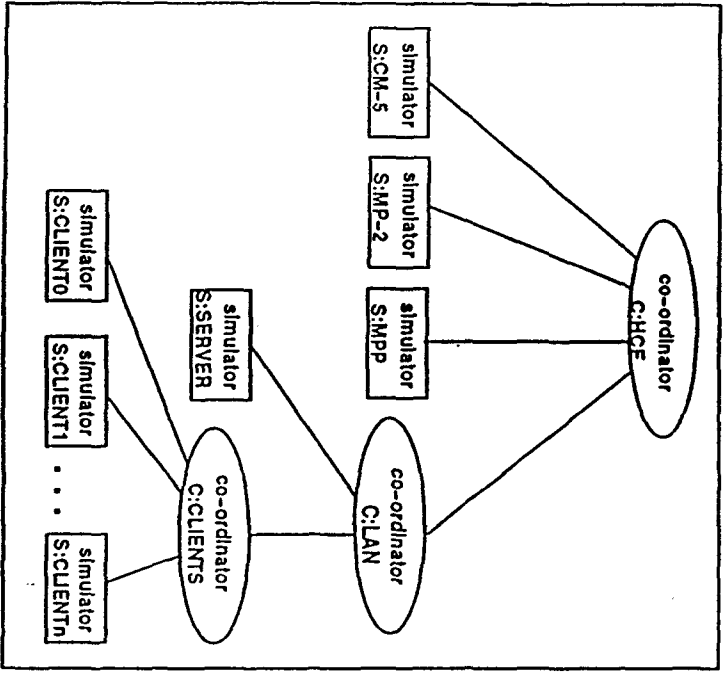 co-ordinator
C:HCF
simulator
S:CM-5
simulator
S:MP-2
simulator
S:MPP
co-ordinator
C:LAN
simulator
S:SERVER
co-ordinator
C:CLIENTS
simulator
S:CLIENT0
simulator
S:CLIENT1
. . .
simulator
S:CLIENTn